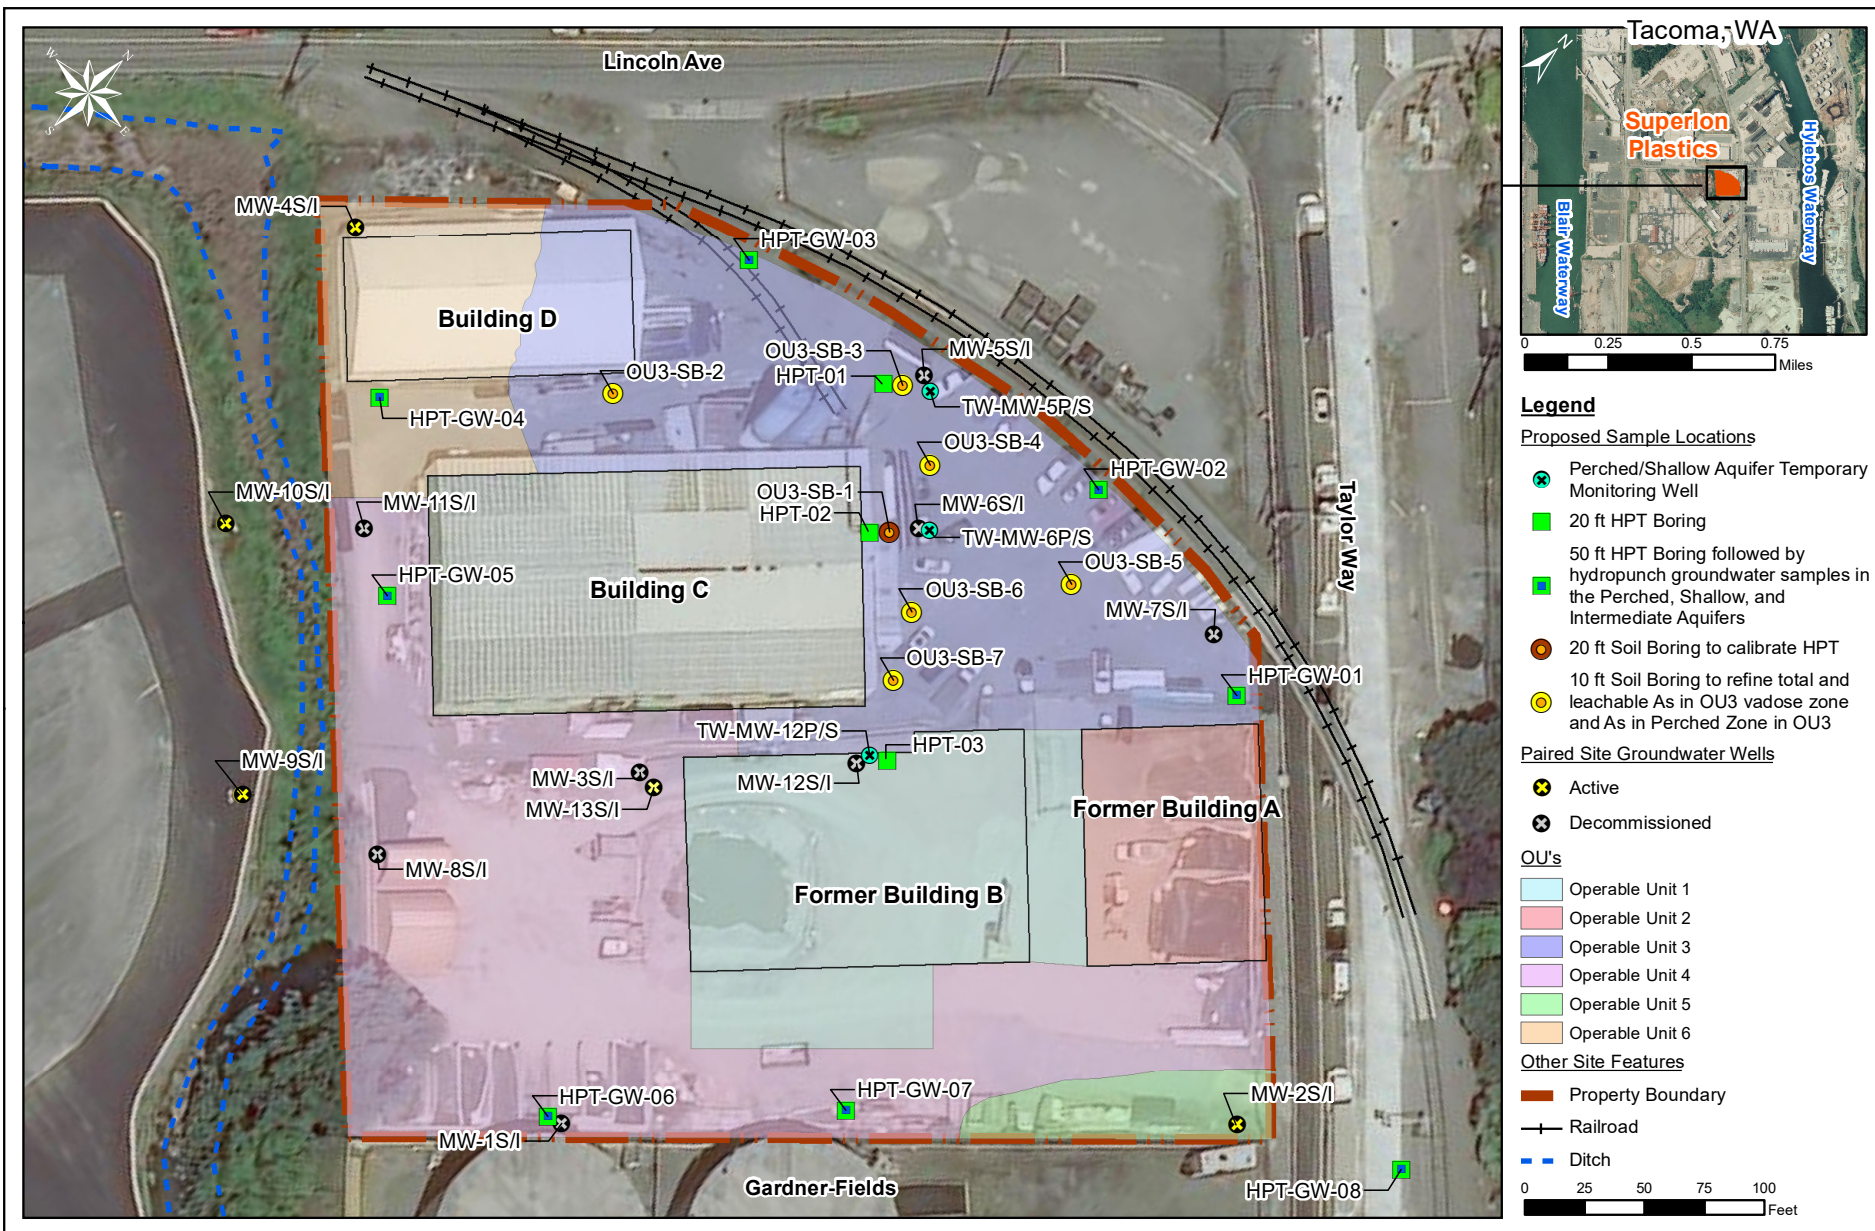 Lincoln Ave
W
N
S
E
MW-4S/I
HPT-GW-03
Building D
OU3-SB-3
MW-5S/I
HPT-01
OU3-SB-2
TW-MW-5P/S
HPT-GW-04
OU3-SB-4
HPT-GW-02
MW-10S/I
MW-11S/I
OU3-SB-1
MW-6S/I
HPT-02
TW-MW-6P/S
Taylor Way
OU3-SB-5
HPT-GW-05
Building C
OU3-SB-6
MW-7S/I
OU3-SB-7
HPT-GW-01
TW-MW-12P/S
HPT-03
MW-9S/I
MW-3S/I
MW-12S/I
MW-13S/I
Former Building A
MW-8S/I
Former Building B
HPT-GW-06
HPT-GW-07
MW-2S/I
MW-1S/I
Gardner-Fields
HPT-GW-08
Tacoma, WA
N
Superlon
Plastics
Hylebos Waterway
Blair Waterway
0 0.25 0.5 0.75
Miles
Legend
Proposed Sample Locations
Perched/Shallow Aquifer Temporary
Monitoring Well
20 ft HPT Boring
50 ft HPT Boring followed by
hydropunch groundwater samples in
the Perched, Shallow, and
Intermediate Aquifers
20 ft Soil Boring to calibrate HPT
10 ft Soil Boring to refine total and
leachable As in OU3 vadose zone
and As in Perched Zone in OU3
Paired Site Groundwater Wells
Active
Decommissioned
OU's
Operable Unit 1
Operable Unit 2
Operable Unit 3
Operable Unit 4
Operable Unit 5
Operable Unit 6
Other Site Features
Property Boundary
Railroad
Ditch
0 25 50 75 100
Feet